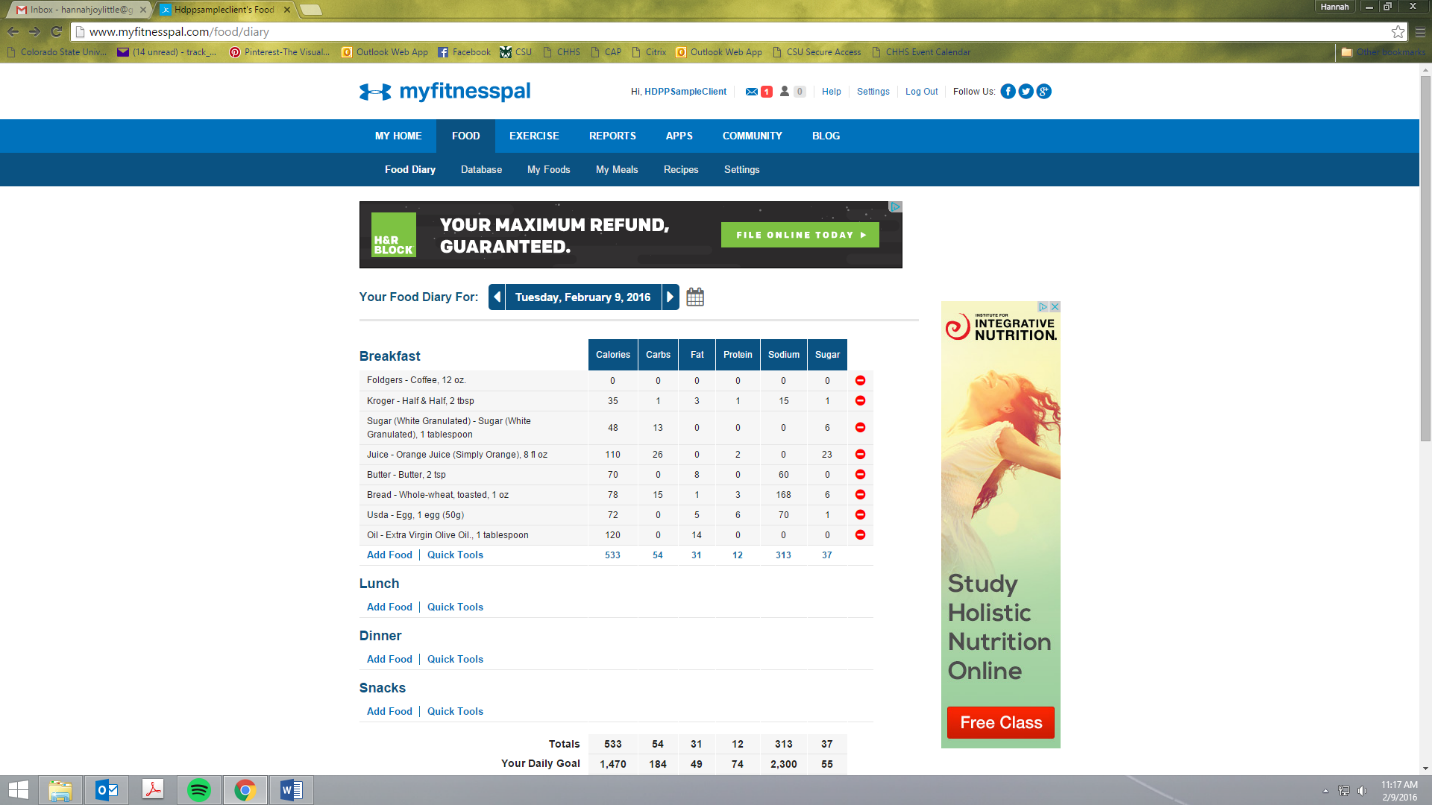 Inbox - hannahjoylittle@g
Hdppsampleclient's Food
Hannah
www.myfitnesspal.com/food/diary
Colorado State Univ... (14 unread) - track_... Pinterest-The Visual... Outlook Web App Facebook CSU CHHS CAP Citrix Outlook Web App CSU Secure Access CHHS Event Calendar Other bookmarks
myfitnesspal
Hi, HDPPSampleClient 1 0 Help Settings Log Out Follow Us:
MY HOME FOOD EXERCISE REPORTS APPS COMMUNITY BLOG
Food Diary Database My Foods My Meals Recipes Settings
H&R
BLOCK
YOUR MAXIMUM REFUND,
GUARANTEED.
FILE ONLINE TODAY
Your Food Diary For: Tuesday, February 9, 2016
Breakfast Calories Carbs Fat Protein Sodium Sugar
Foldgers - Coffee, 12 oz. 0 0 0 0 0 0
Kroger - Half & Half, 2 tbsp 35 1 3 1 15 1
Sugar (White Granulated) - Sugar (White
Granulated), 1 tablespoon 48 13 0 0 0 6
Juice - Orange Juice (Simply Orange), 8 fl oz 110 26 0 2 0 23
Butter - Butter, 2 tsp 70 0 8 0 60 0
Bread - Whole-wheat, toasted, 1 oz 78 15 1 3 168 6
Usda - Egg, 1 egg (50g) 72 0 5 6 70 1
Oil - Extra Virgin Olive Oil., 1 tablespoon 120 0 14 0 0 0
Add Food | Quick Tools 533 54 31 12 313 37
Lunch
Add Food | Quick Tools
Dinner
Add Food | Quick Tools
Snacks
Add Food | Quick Tools
Totals 533 54 31 12 313 37
Your Daily Goal 1,470 184 49 74 2,300 55
INSTITUTE FOR
INTEGRATIVE
NUTRITION.
Study
Holistic
Nutrition
Online
Free Class
11:17 AM
2/9/2016